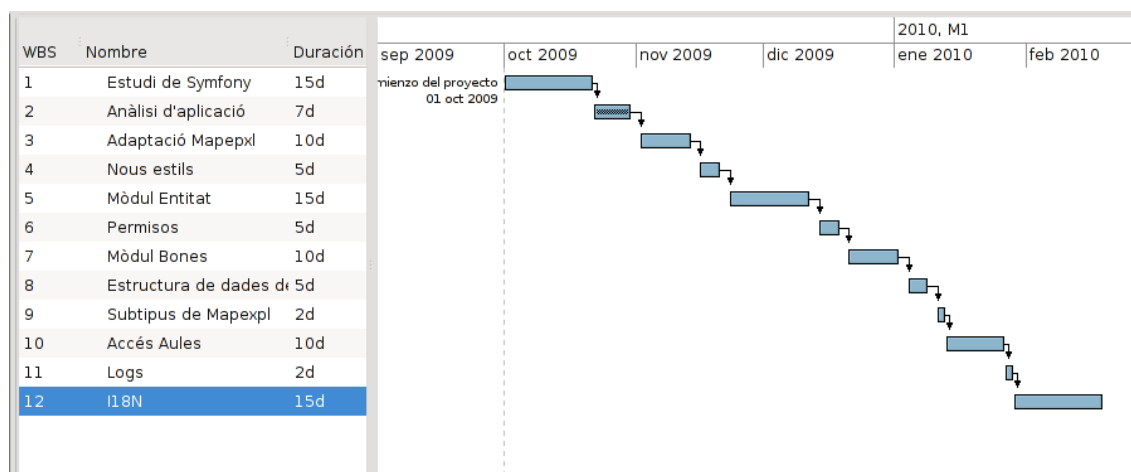 2010, M1
WBS Nombre Duración sep 2009 oct 2009 nov 2009 dic 2009 ene 2010 feb 2010
1 Estudi de Symfony 15d
mienzo del proyecto
01 oct 2009
2 Anàlisi d'aplicació 7d
3 Adaptació Mapepxl 10d
4 Nous estils 5d
5 Mòdul Entitat 15d
6 Permisos 5d
7 Mòdul Bones 10d
8 Estructura de dades de 5d
9 Subtipus de Mapexpl 2d
10 Accés Aules 10d
11 Logs 2d
12 I18N 15d